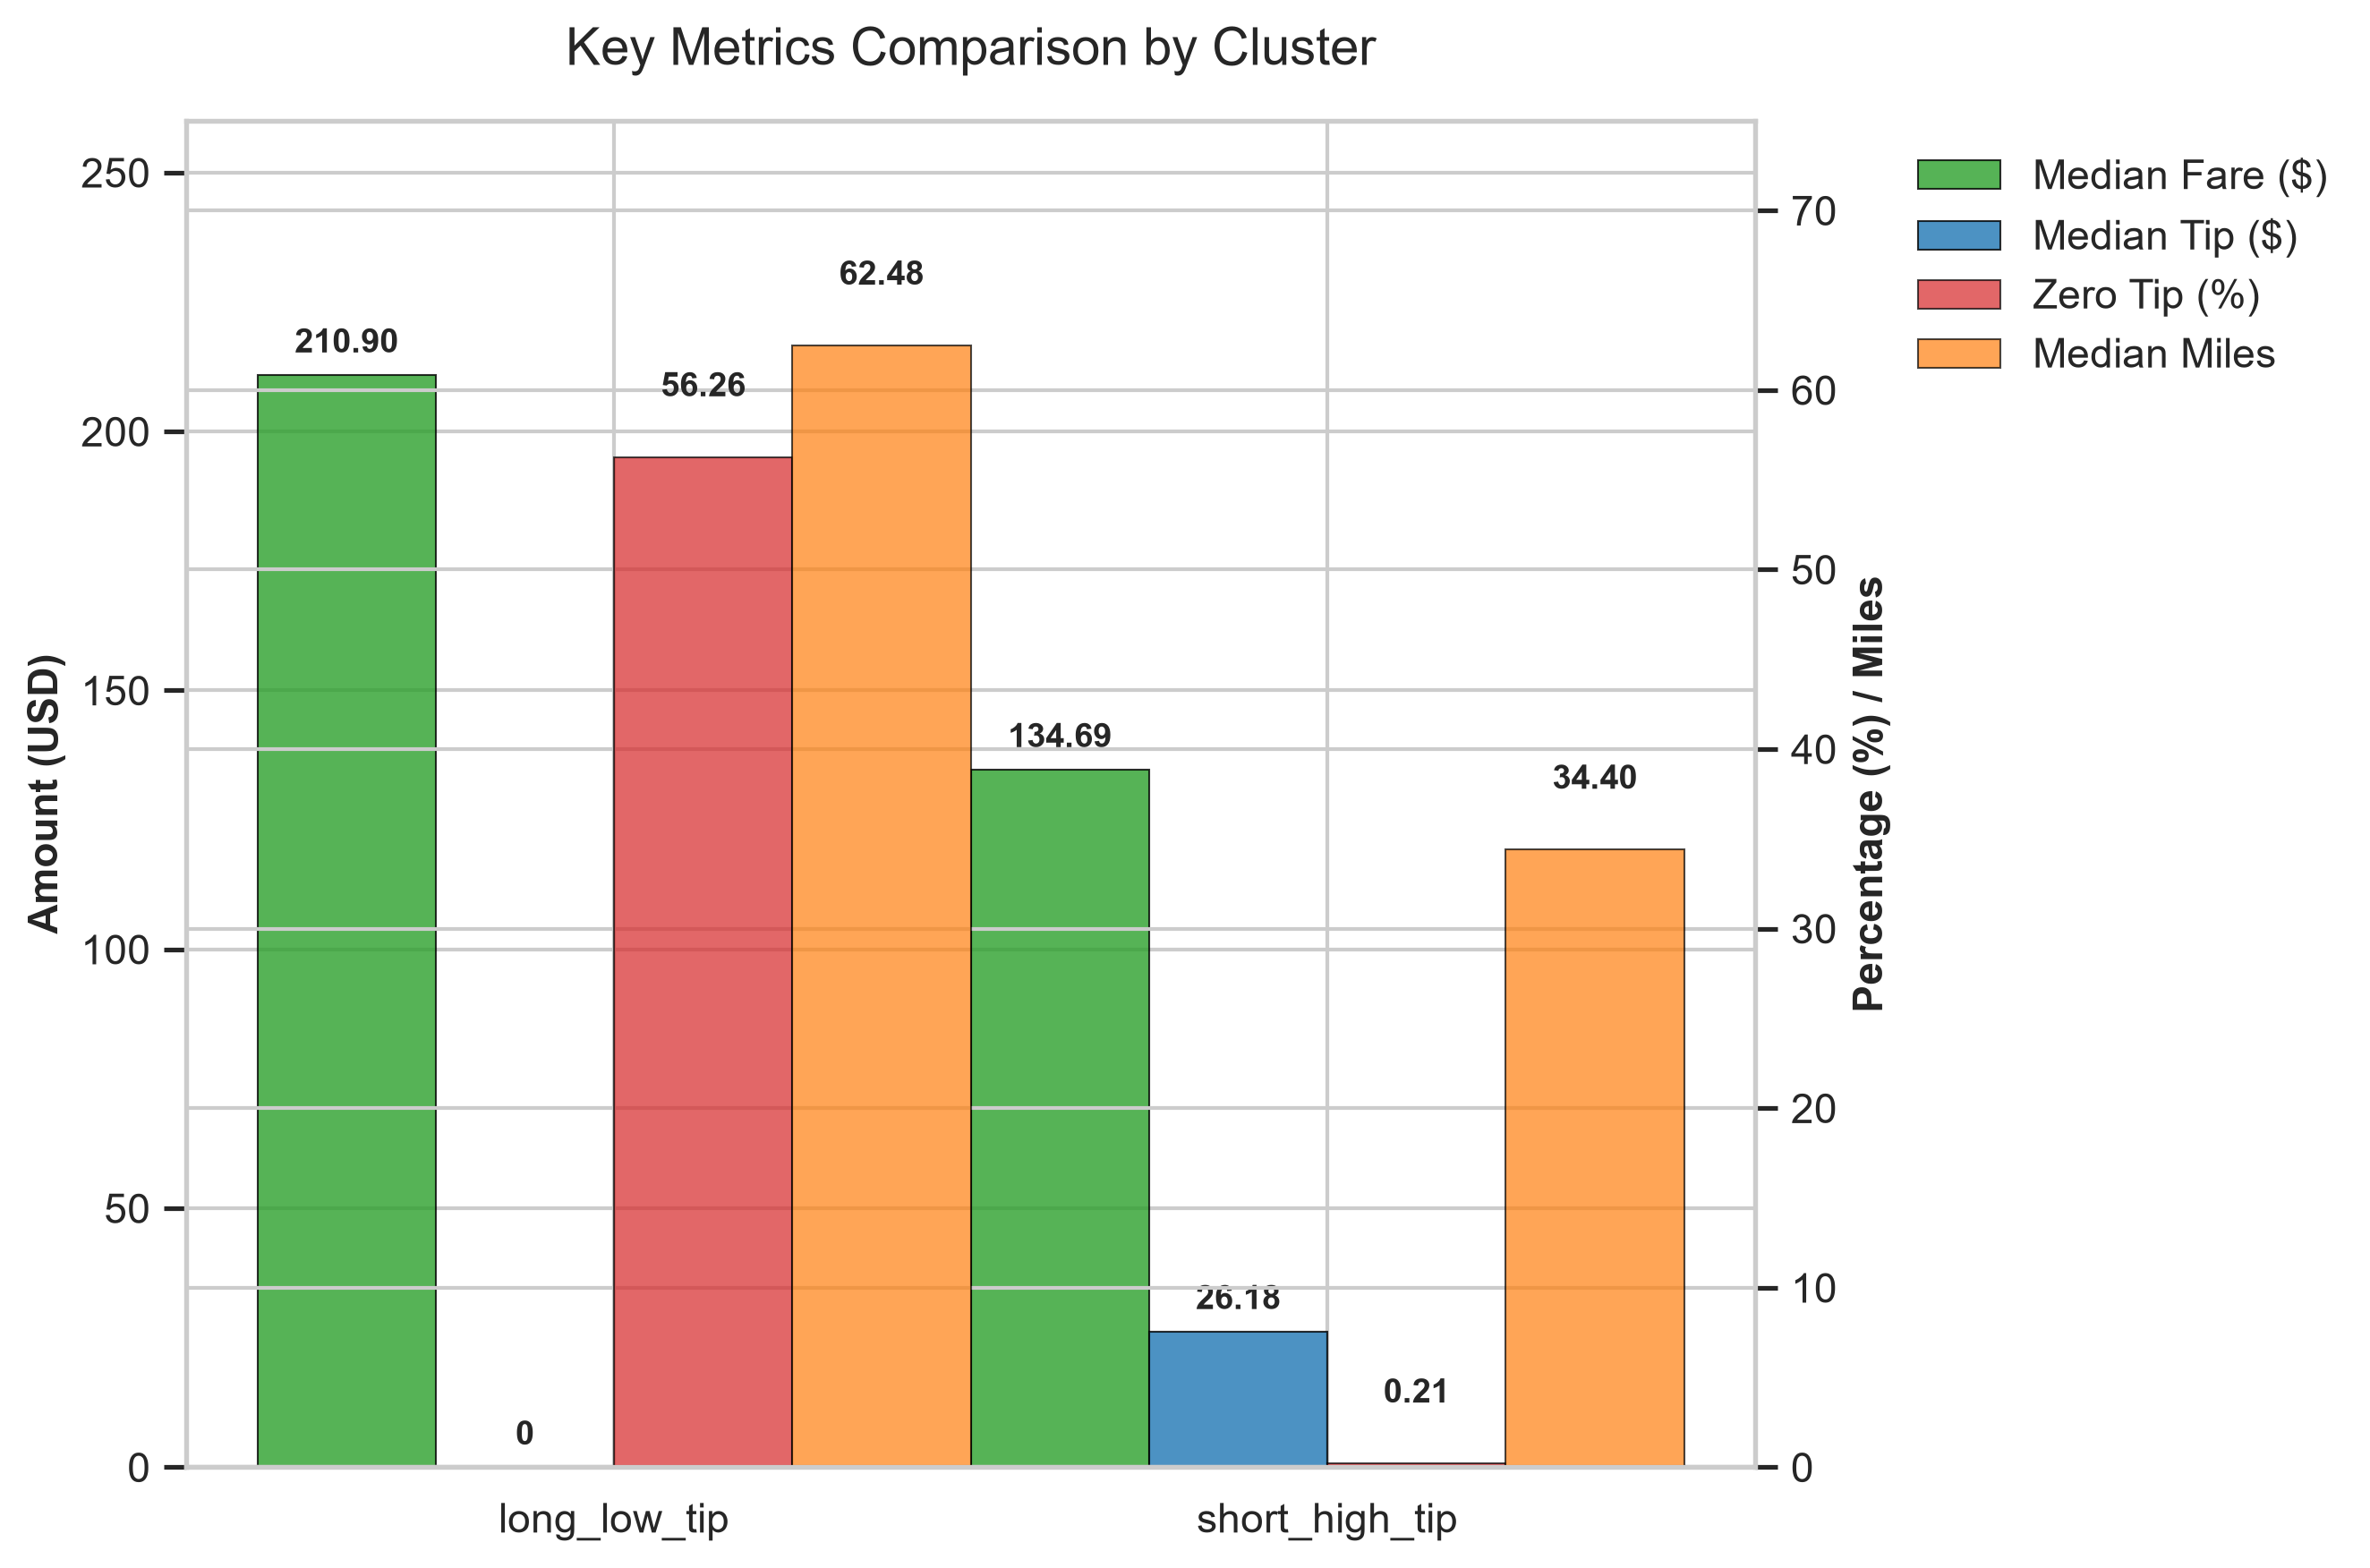 Key Metrics Comparison by Cluster
Median Fare ($)
Median Tip ($)
Zero Tip (%)
Median Miles
Amount (USD)
250
200
150
100
50
0
210.90
0
56.26
62.48
134.69
26.18
0.21
34.40
70
60
50
40
30
20
10
0
Percentage (%) / Miles
long_low_tip
short_high_tip